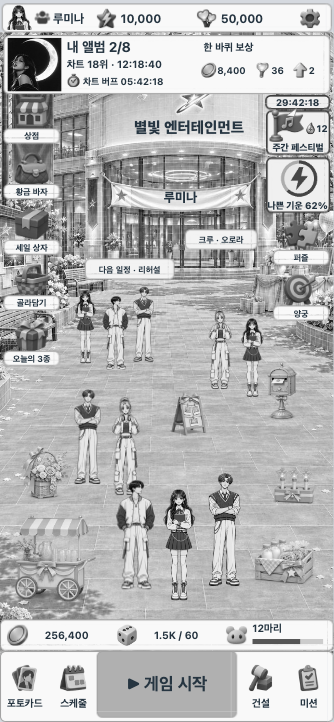 루미나
10,000
50,000
내 앨범 2/8
차트 18위 · 12:18:40
차트 버프 05:42:18
한 바퀴 보상
8,400
36
2
상점
황금 바자
세일 상자
골라담기
오늘의 3종
별빛 엔터테인먼트
루미나
크루 · 오로라
다음 일정 · 리허설
29:42:18
12
주간 페스티벌
나쁜 기운 62%
퍼즐
양궁
256,400
1.5K / 60
12마리
포토카드
스케줄
▶ 게임 시작
건설
미션